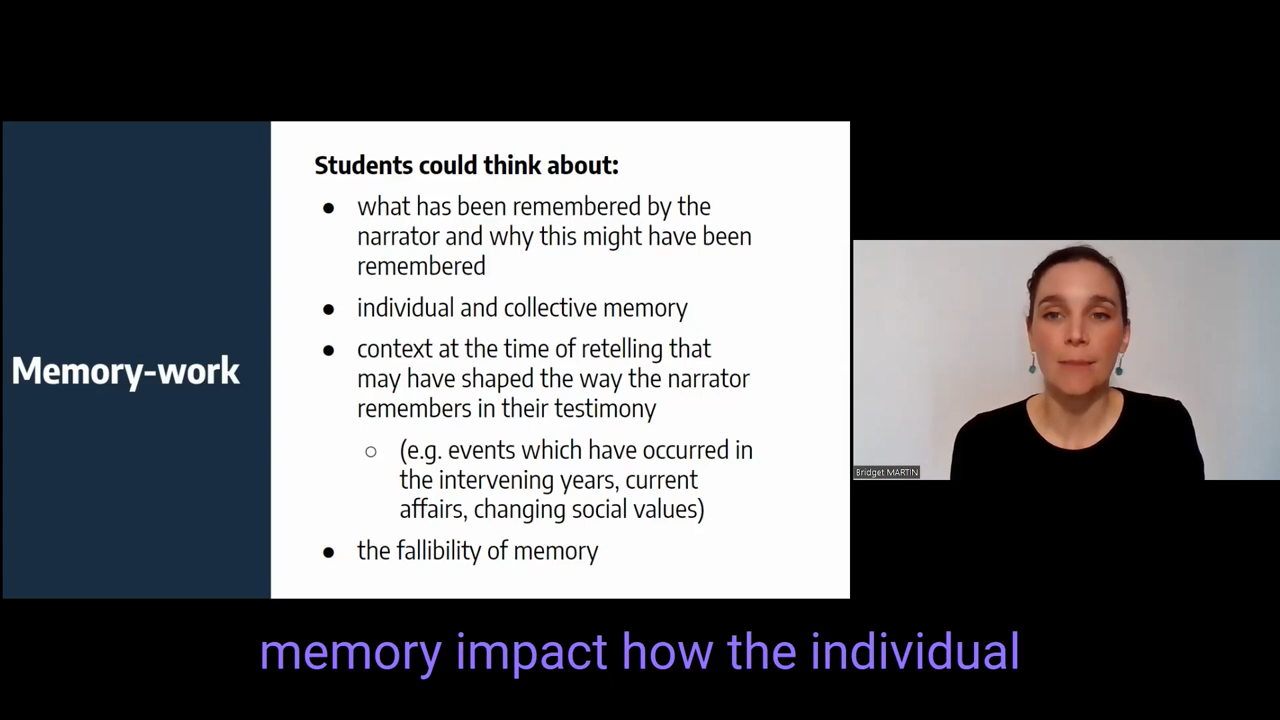 Memory-work
Students could think about:
● what has been remembered by the
narrator and why this might have been
remembered
● individual and collective memory
● context at the time of retelling that
may have shaped the way the narrator
remembers in their testimony
○ (e.g. events which have occurred in
the intervening years, current
affairs, changing social values)
● the fallibility of memory
Bridget MARTIN
memory impact how the individual